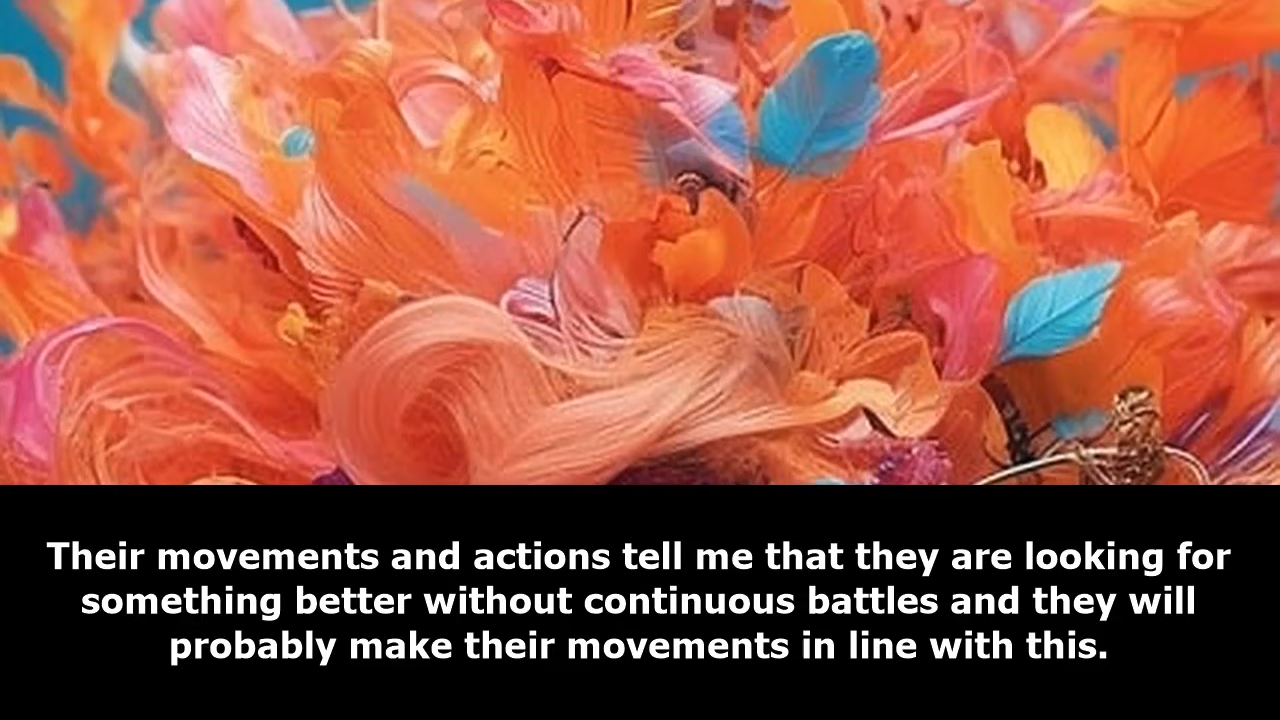 Their movements and actions tell me that they are looking for
something better without continuous battles and they will
probably make their movements in line with this.